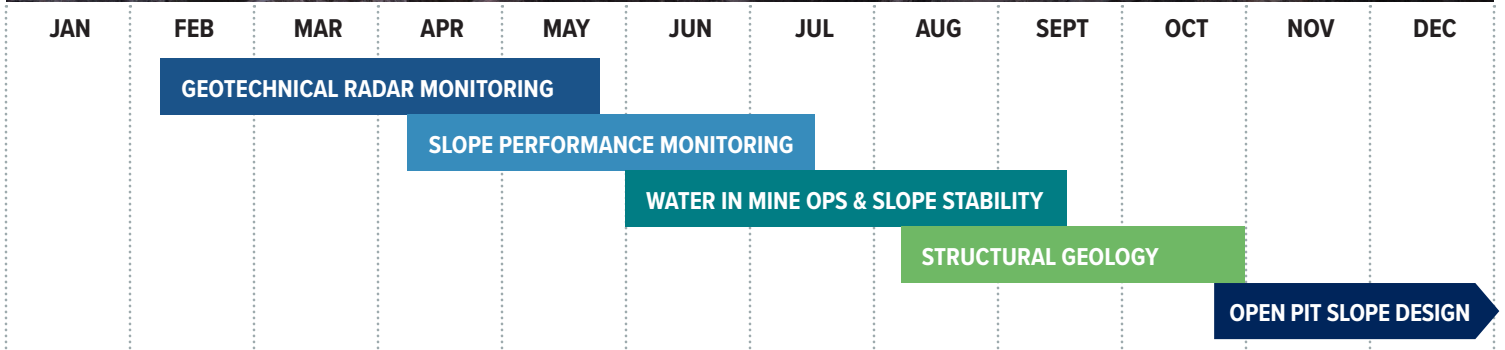 JAN FEB MAR APR MAY JUN JUL AUG SEPT OCT NOV DEC
GEOTECHNICAL RADAR MONITORING
SLOPE PERFORMANCE MONITORING
WATER IN MINE OPS & SLOPE STABILITY
STRUCTURAL GEOLOGY
OPEN PIT SLOPE DESIGN